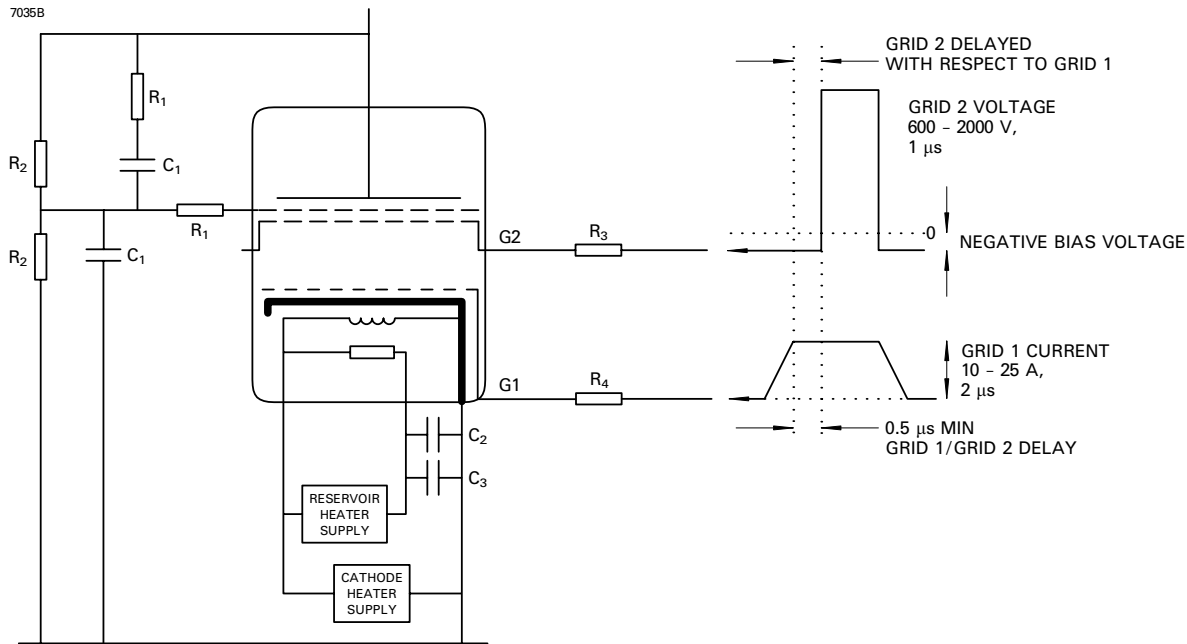 7035B
R1
C1
R2
R1
R2
C1
G2
R3
G1
R4
C2
C3
RESERVOIR
HEATER
SUPPLY
CATHODE
HEATER
SUPPLY
GRID 2 DELAYED
WITH RESPECT TO GRID 1
GRID 2 VOLTAGE
600 – 2000 V,
1 μs
0
NEGATIVE BIAS VOLTAGE
GRID 1 CURRENT
10 – 25 A,
2 μs
0.5 μs MIN
GRID 1/GRID 2 DELAY